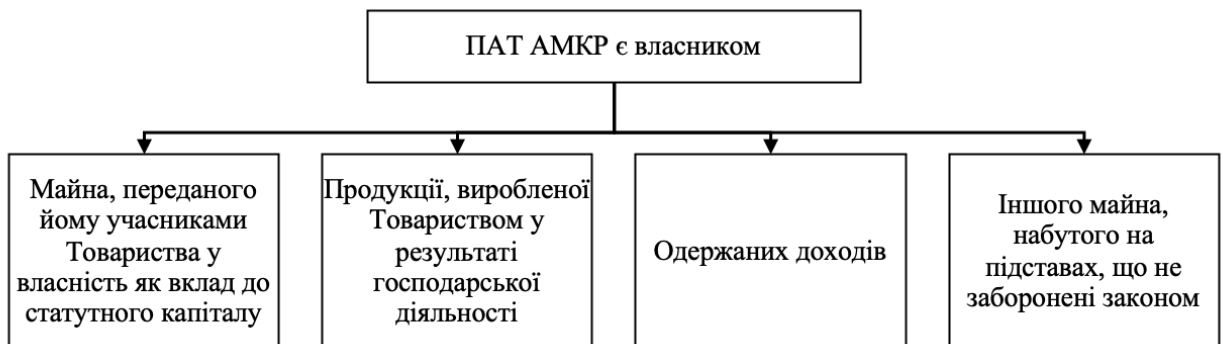 ПАТ АМКР є власником
Майна, переданого
йому учасниками
Товариства у
власність як вклад до
статутного капіталу
Продукції, виробленої
Товариством у
результаті
господарської
діяльності
Одержаних доходів
Іншого майна,
набутого на
підставах, що не
заборонені законом